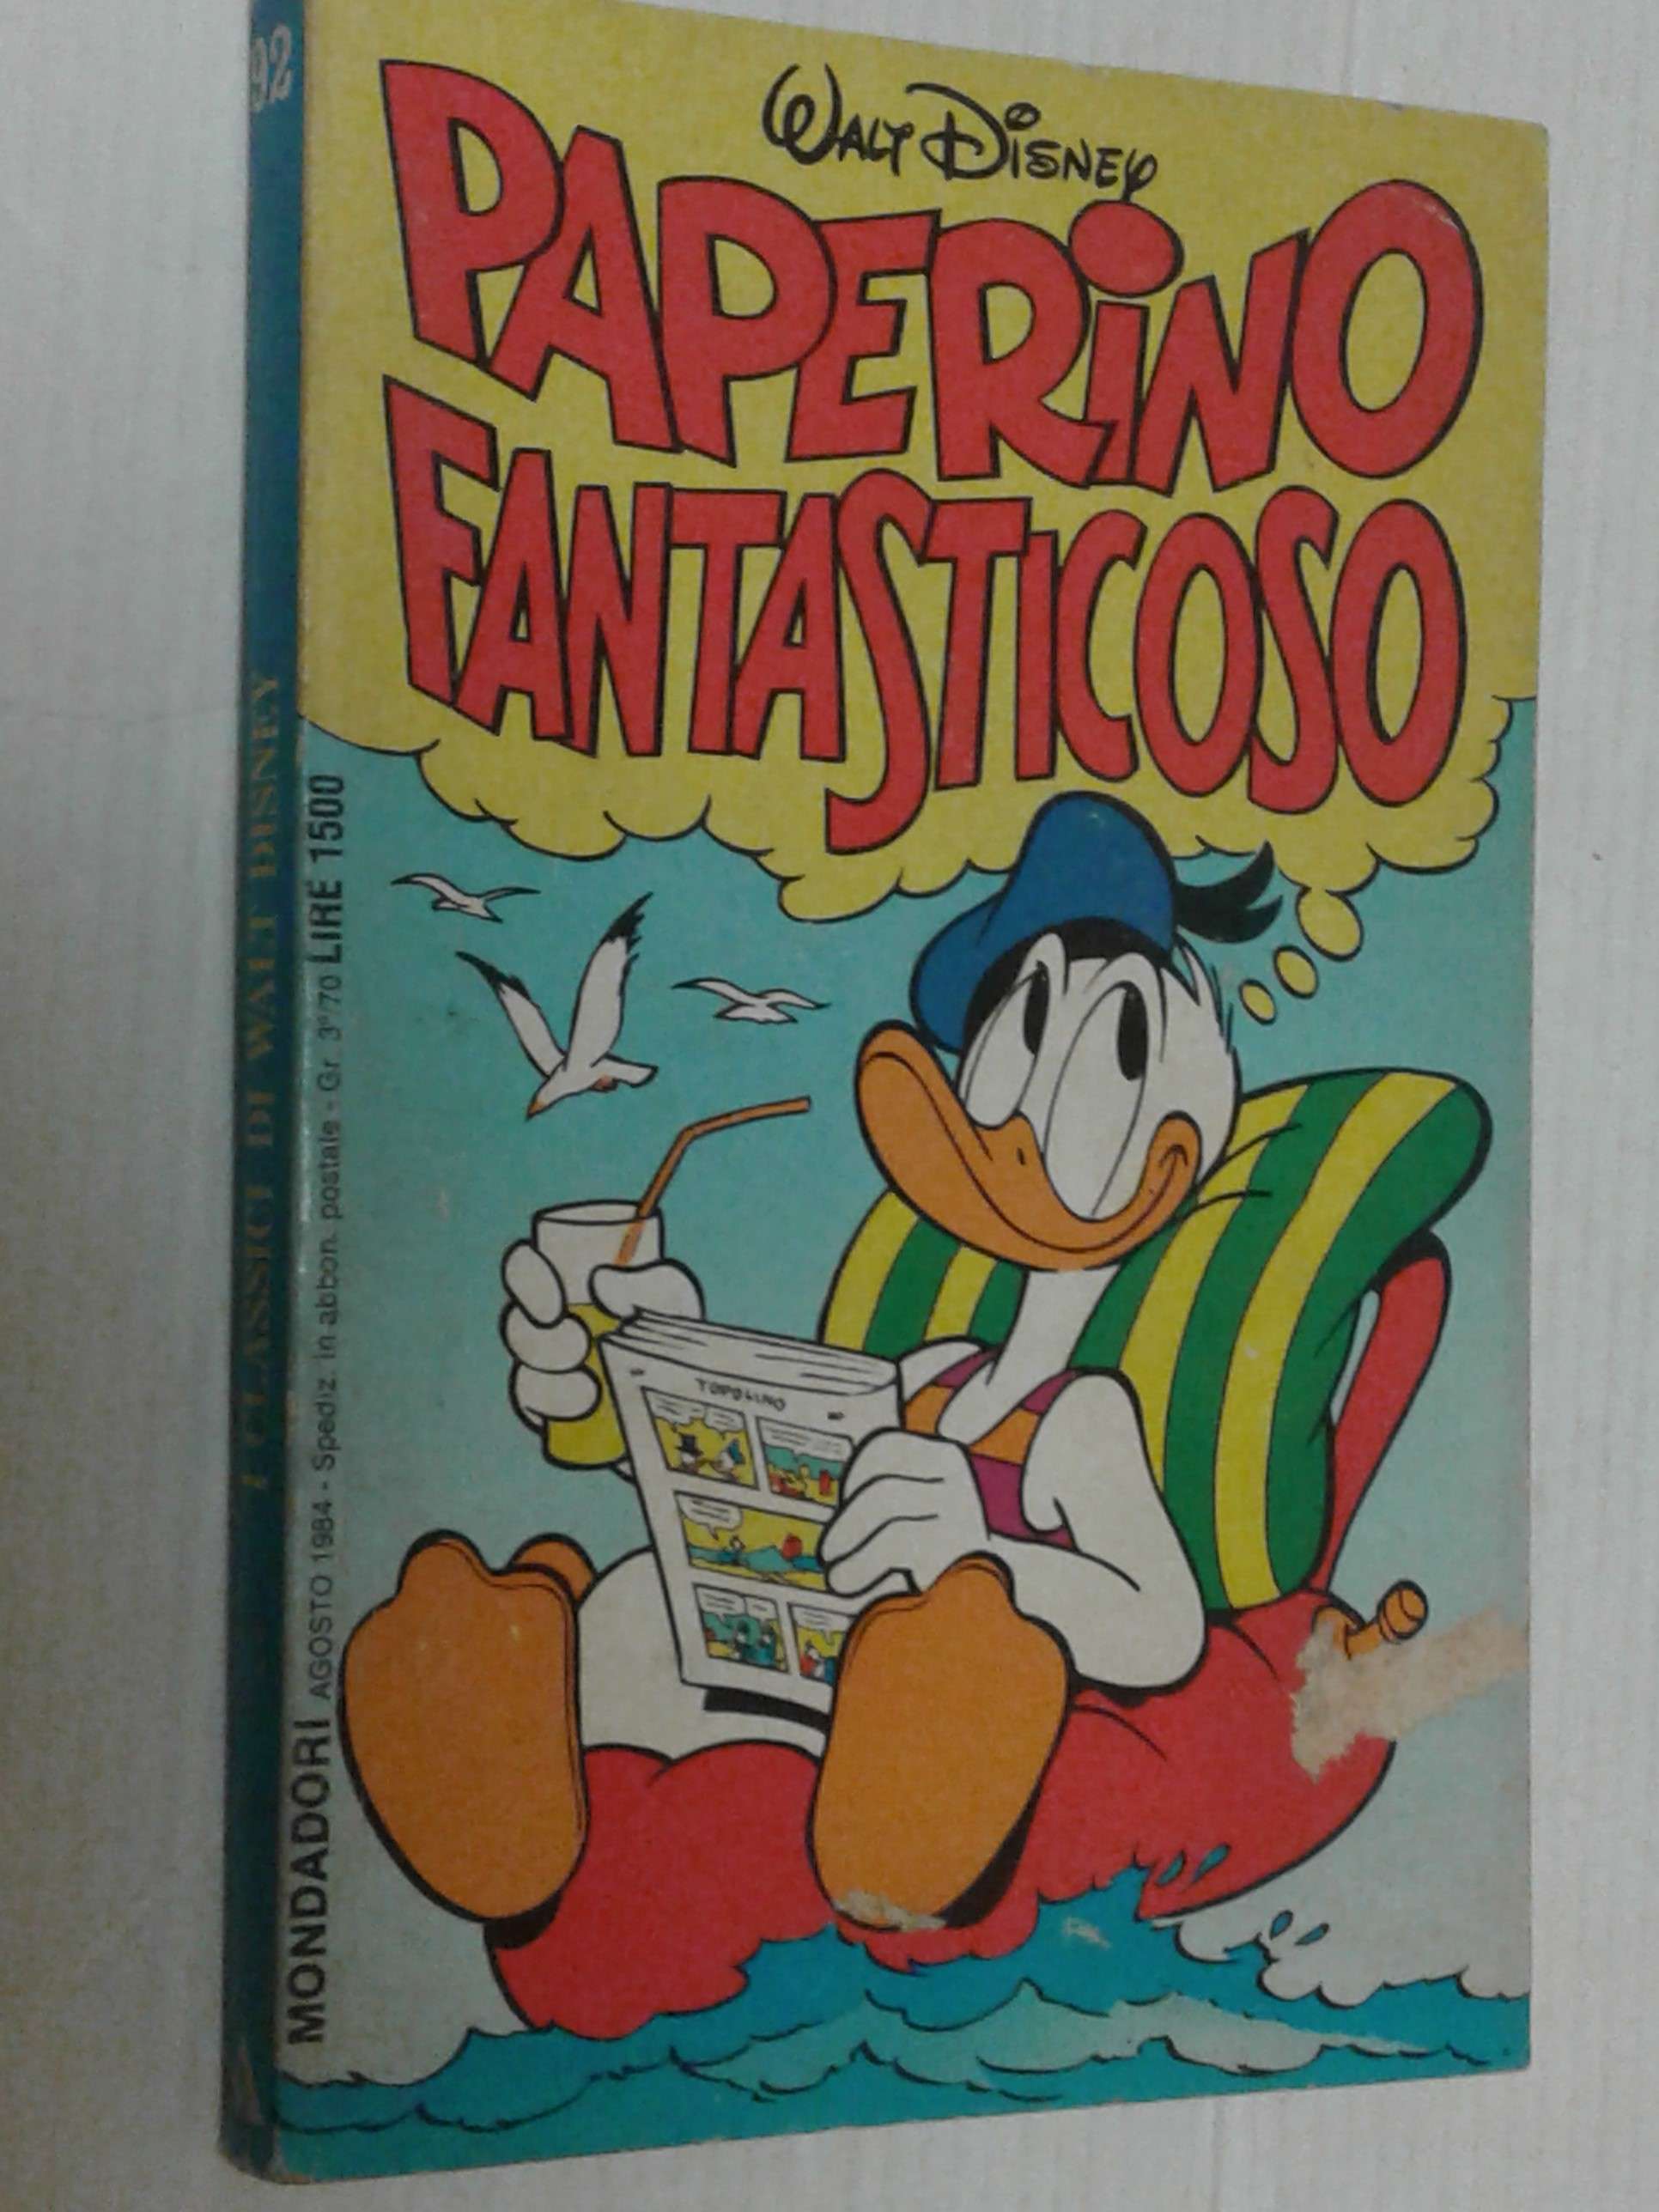 92
I CLASSICI DI WALT DISNEY
WALT DISNEY
PAPERINO
FANTASTICOSO
MONDADORI AGOSTO 1984 - Spediz. in abbon. postale - Gr. 3°/70 LIRE 1500
TOPOLINO